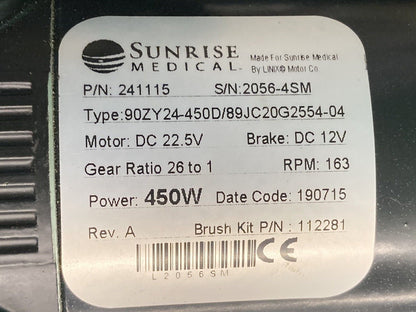 SUNRISE
MEDICAL
Made For Sunrise Medical
By LINIX® Motor Co.
P/N: 241115 S/N:2056-4SM
Type:90ZY24-450D/89JC20G2554-04
Motor: DC 22.5V Brake: DC 12V
Gear Ratio 26 to 1 RPM: 163
Power: 450W Date Code: 190715
Rev. A Brush Kit P/N : 112281
CE
L2056SM